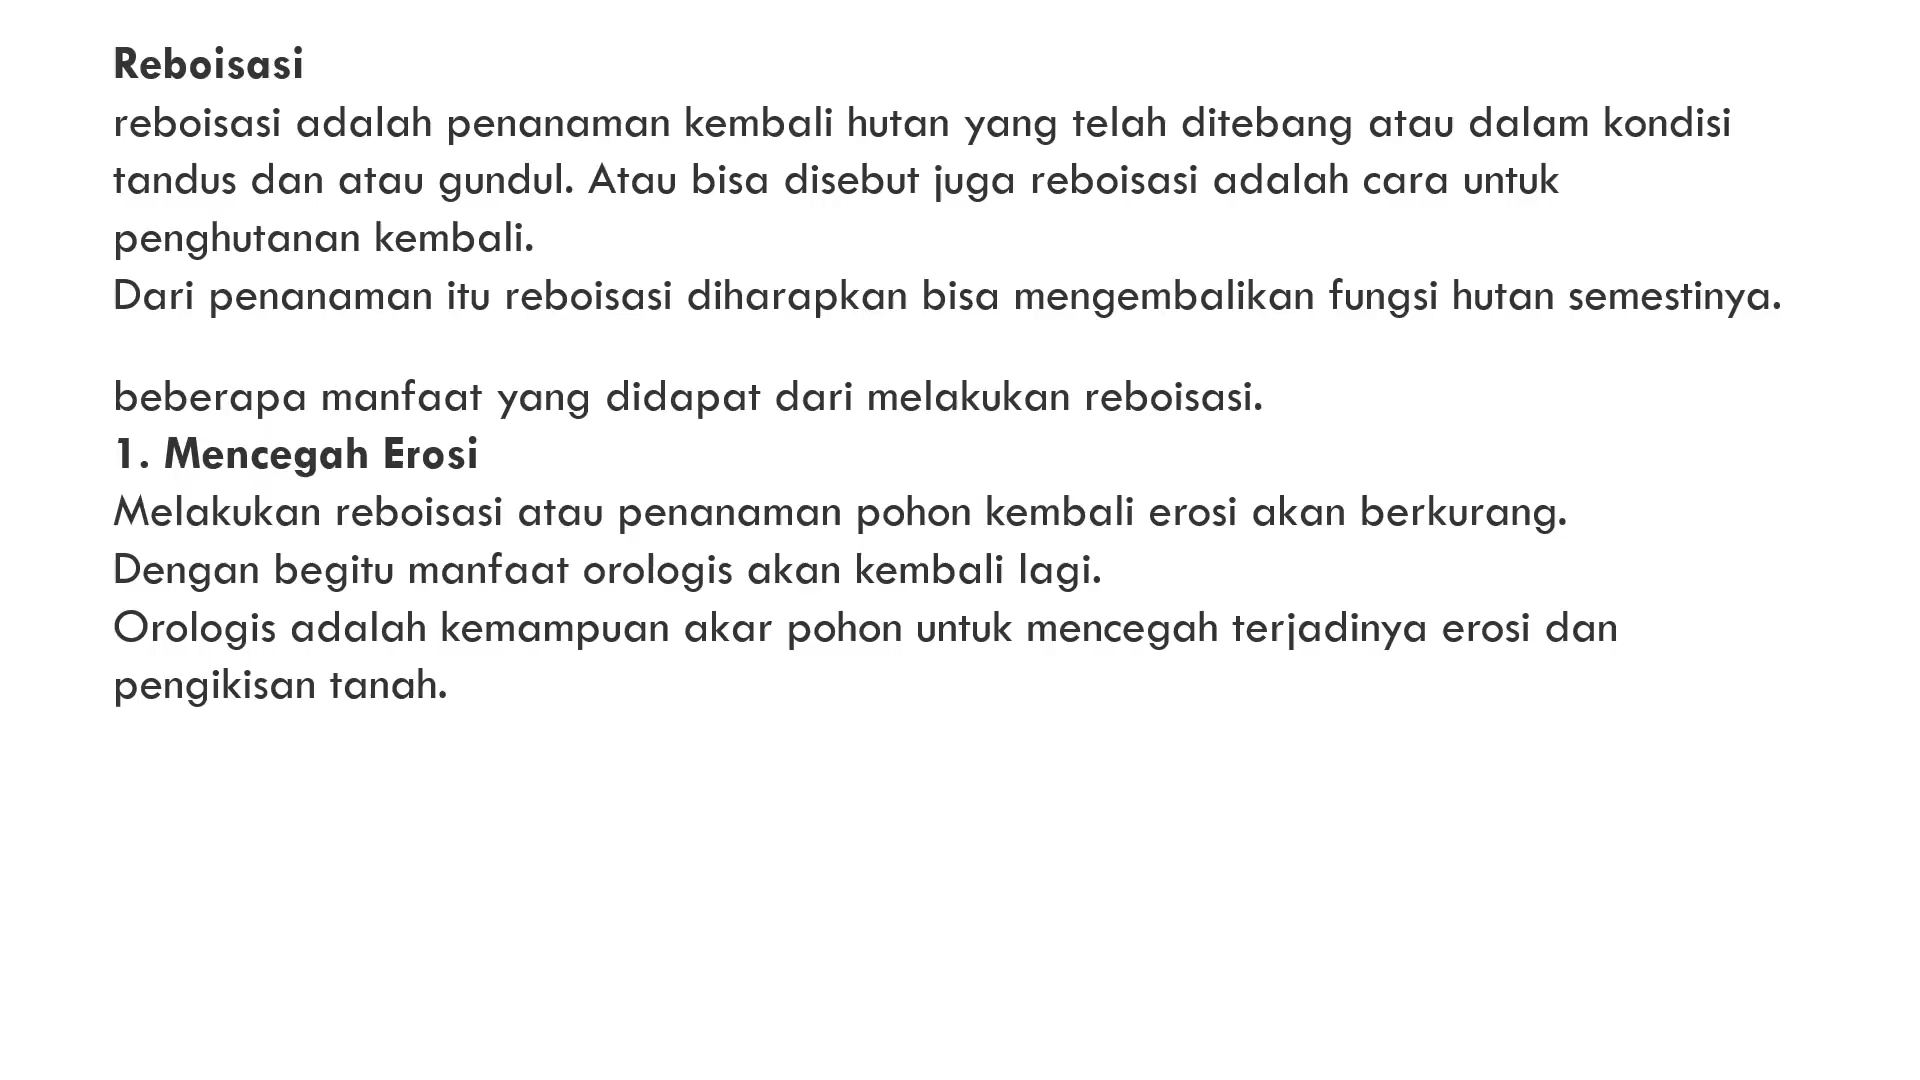 Reboisasi
reboisasi adalah penanaman kembali hutan yang telah ditebang atau dalam kondisi
tandus dan atau gundul. Atau bisa disebut juga reboisasi adalah cara untuk
penghutanan kembali.
Dari penanaman itu reboisasi diharapkan bisa mengembalikan fungsi hutan semestinya.
beberapa manfaat yang didapat dari melakukan reboisasi.
1. Mencegah Erosi
Melakukan reboisasi atau penanaman pohon kembali erosi akan berkurang.
Dengan begitu manfaat orologis akan kembali lagi.
Orologis adalah kemampuan akar pohon untuk mencegah terjadinya erosi dan
pengikisan tanah.